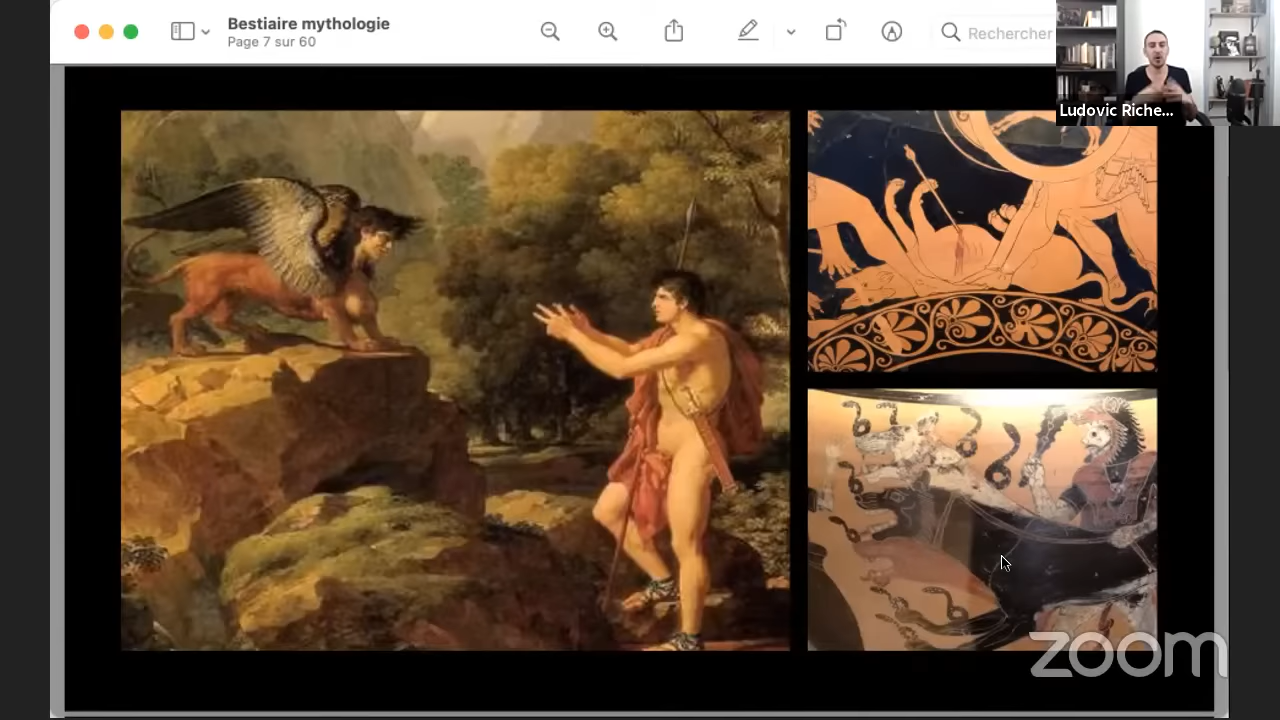 Bestiaire mythologie
Page 7 sur 60
Rechercher
Ludovic Riche...
zoom